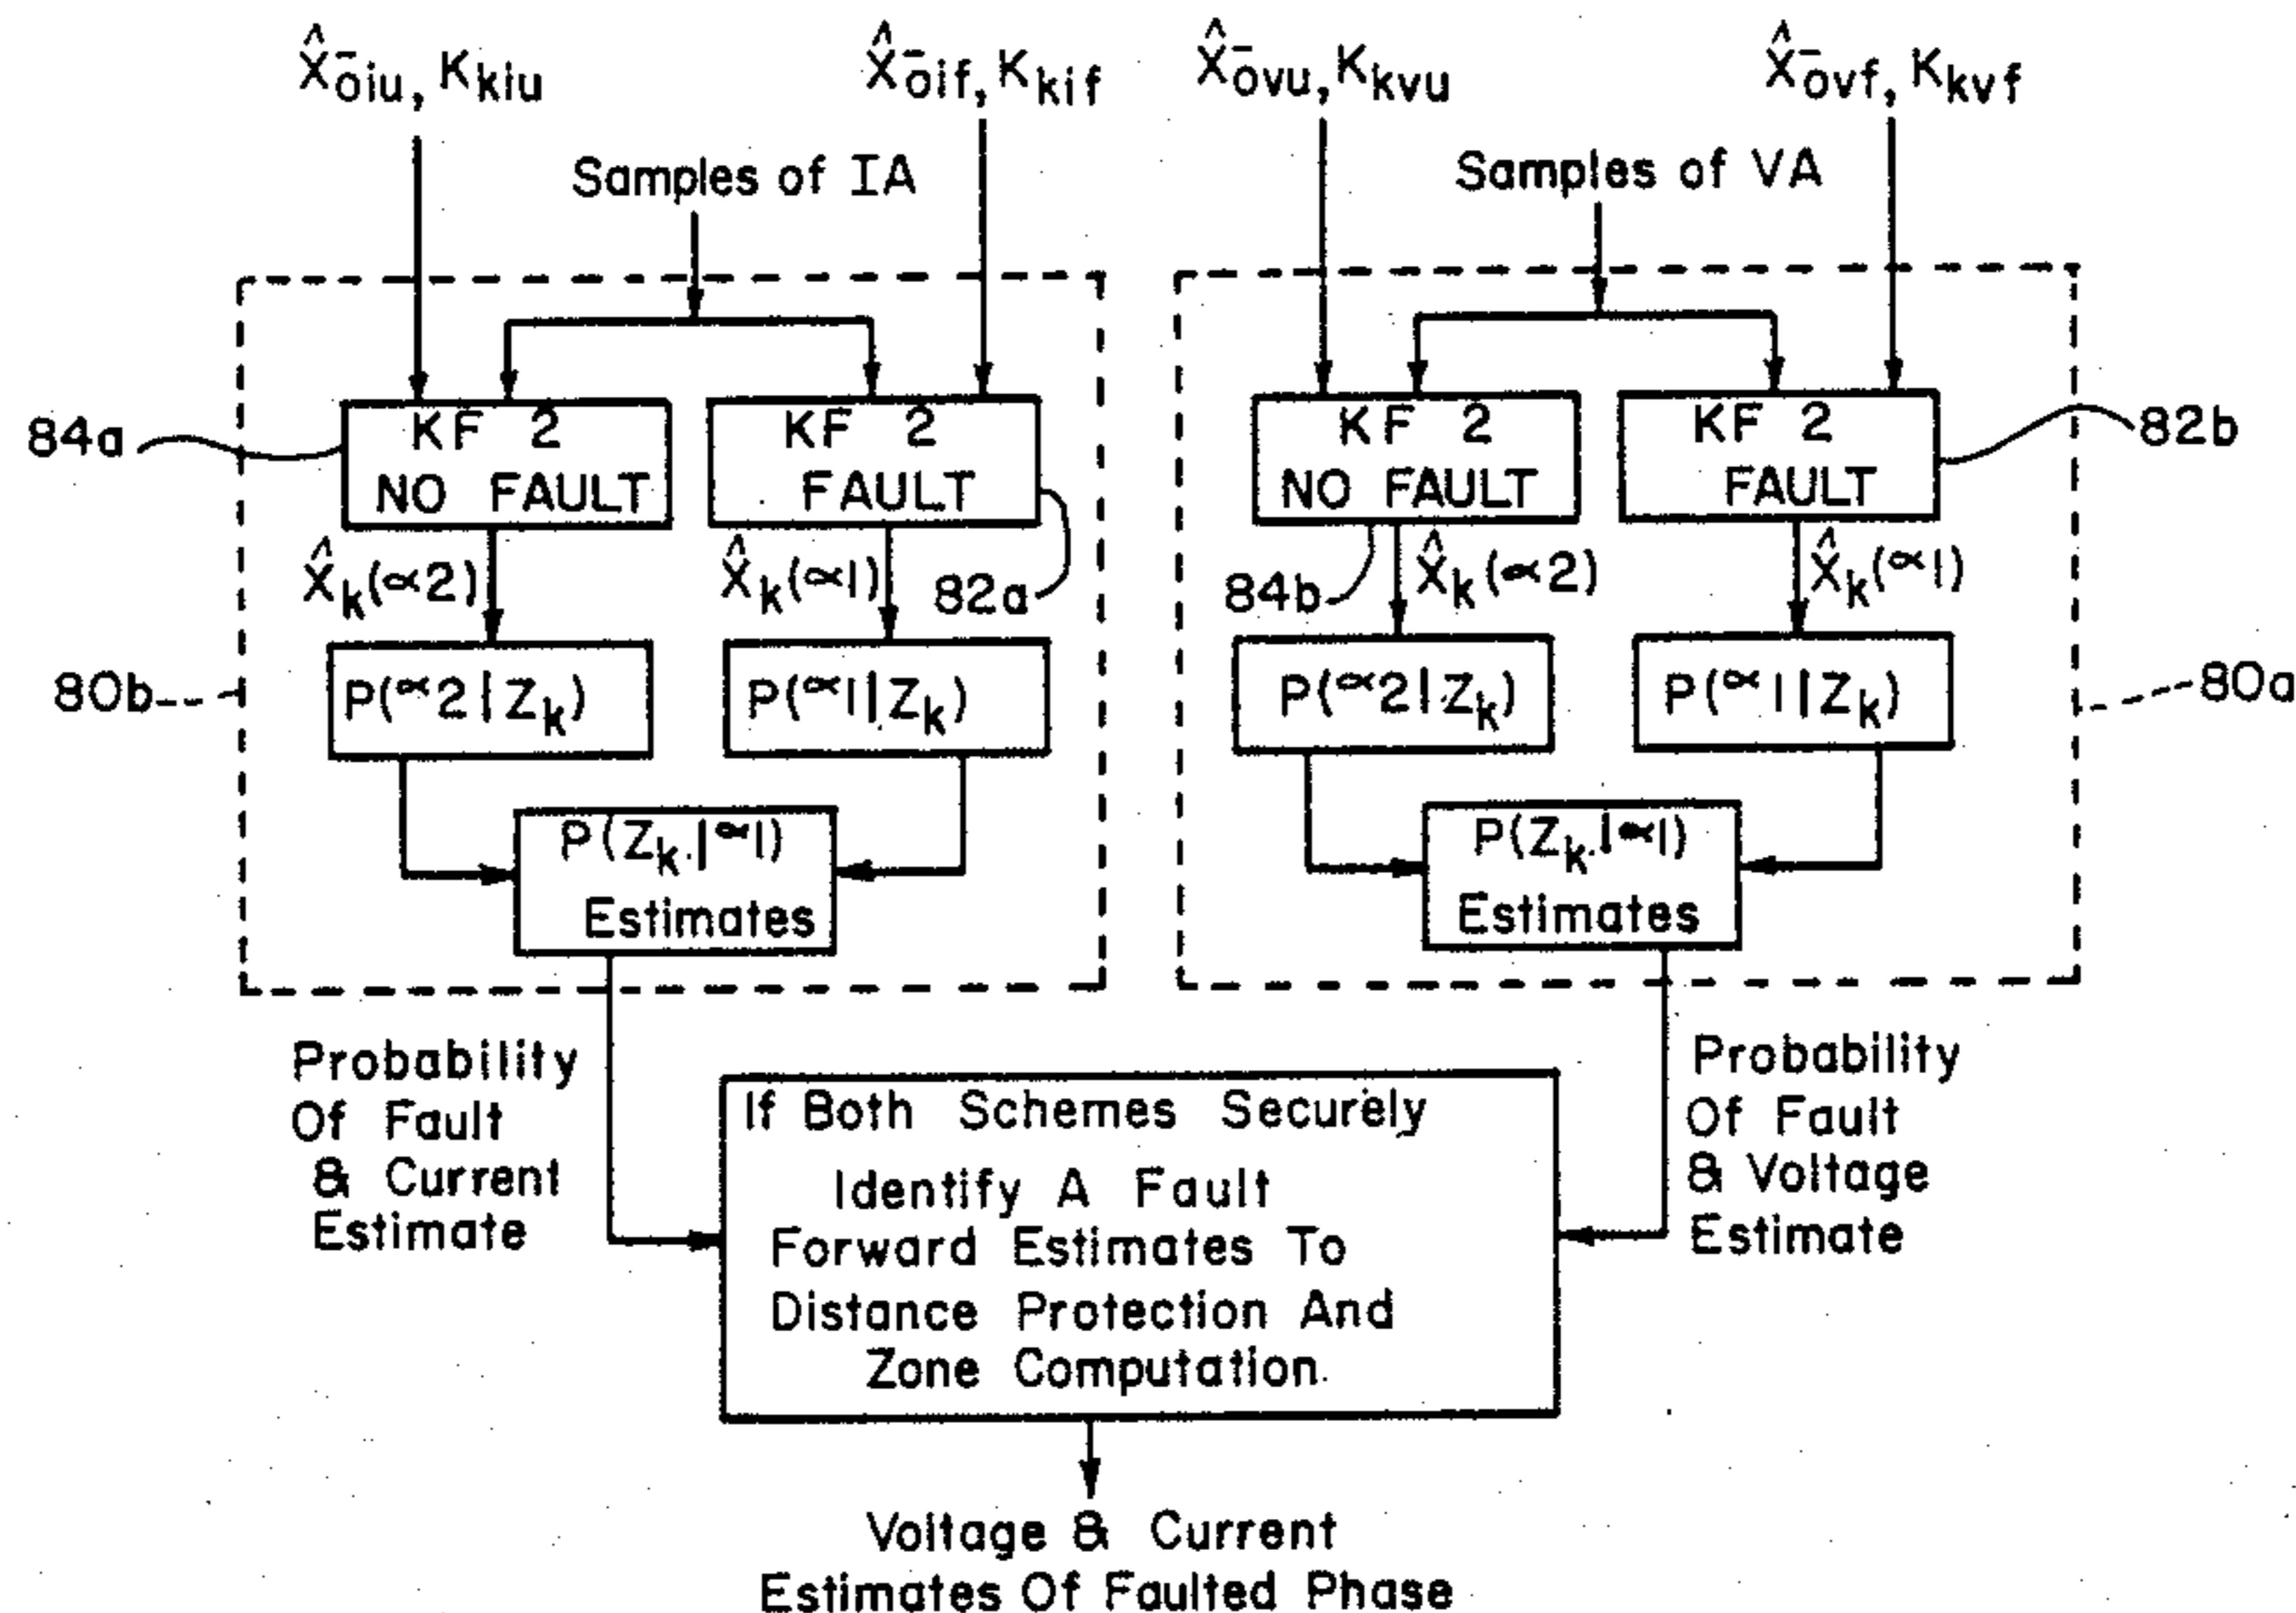 X̂⁻oiu, Kkiu
X̂⁻oif, Kkif
X̂⁻ovu, Kkvu
X̂⁻ovf, Kkvf
Samples of IA
Samples of VA
84a
KF 2
NO FAULT
KF 2
FAULT
KF 2
NO FAULT
KF 2
FAULT
82b
X̂k(∝2)
X̂k(∝1)
82a
84b
X̂k(∝2)
X̂k(∝1)
80b
P(∝2|Zk)
P(∝1|Zk)
P(∝2|Zk)
P(∝1|Zk)
80a
P(Zk|∝1)
Estimates
P(Zk|∝1)
Estimates
Probability
Of Fault
& Current
Estimate
If Both Schemes Securely
Identify A Fault
Forward Estimates To
Distance Protection And
Zone Computation
Probability
Of Fault
& Voltage
Estimate
Voltage & Current
Estimates Of Faulted Phase